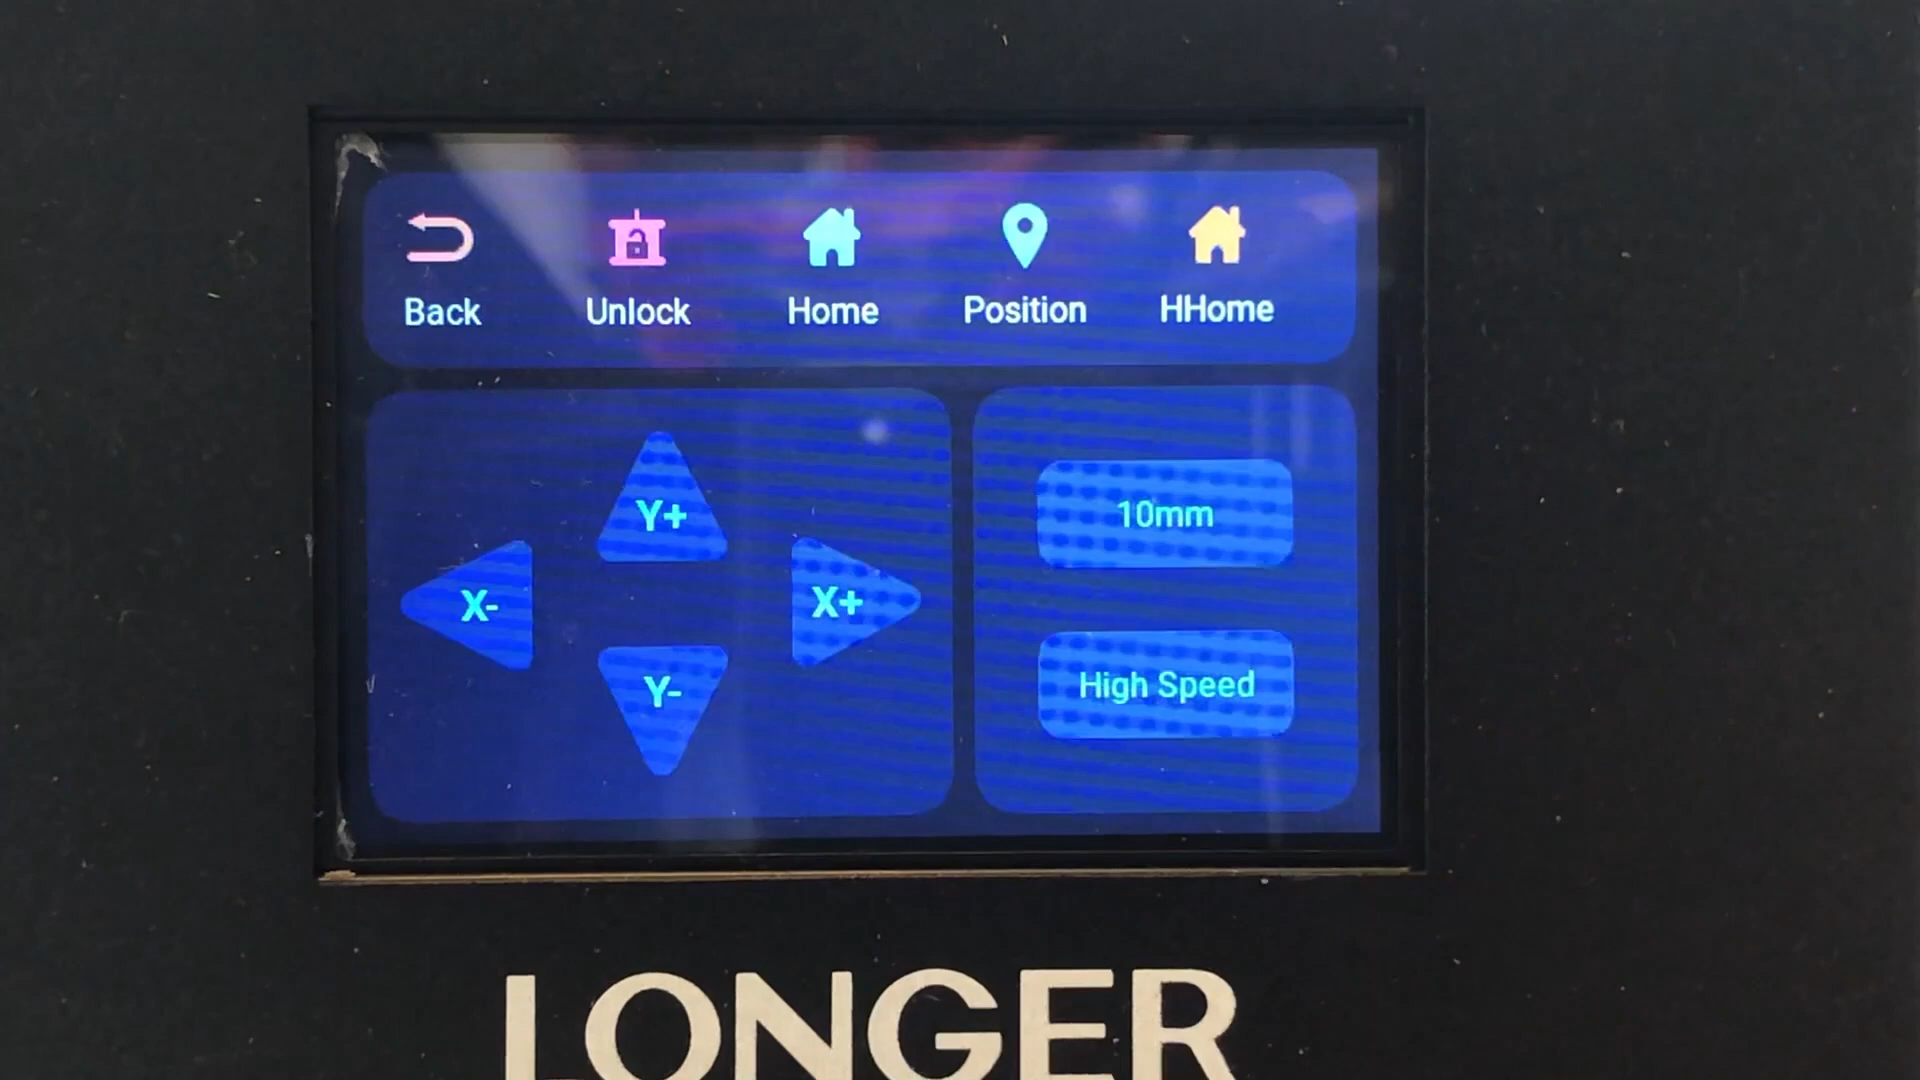 Back Unlock Home Position HHome
Y+
X- X+
Y-
10mm
High Speed
LONGER